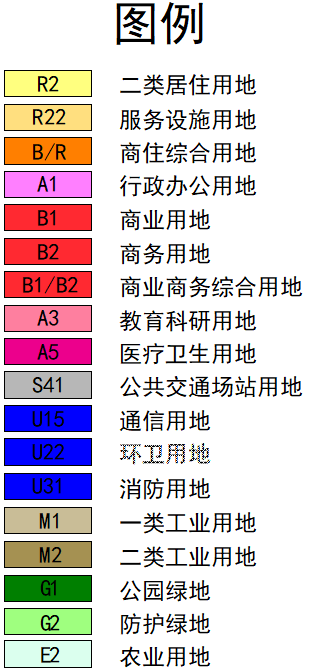 图例
R2 二类居住用地
R22 服务设施用地
B/R 商住综合用地
A1 行政办公用地
B1 商业用地
B2 商务用地
B1/B2 商业商务综合用地
A3 教育科研用地
A5 医疗卫生用地
S41 公共交通场站用地
U15 通信用地
U22 环卫用地
U31 消防用地
M1 一类工业用地
M2 二类工业用地
G1 公园绿地
G2 防护绿地
E2 农业用地